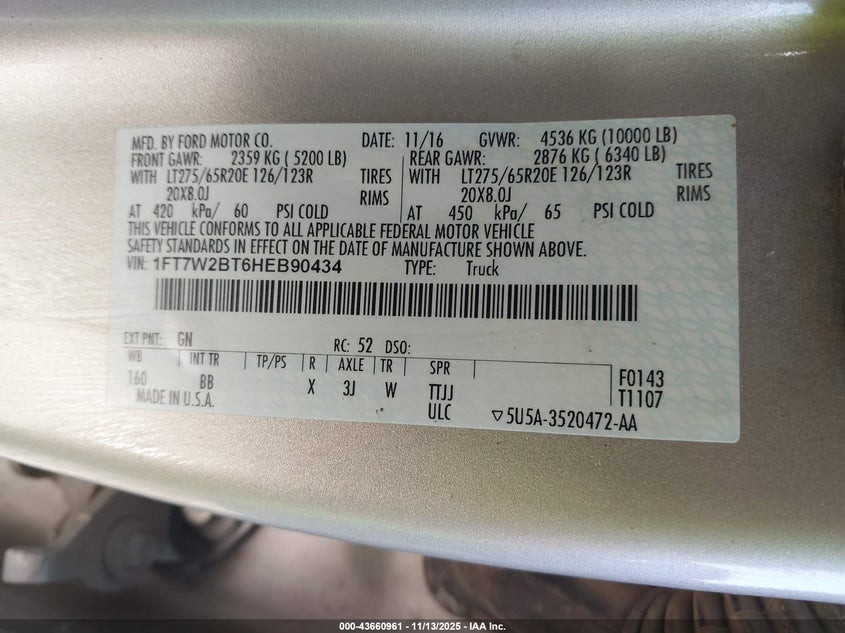 MFD. BY FORD MOTOR CO. DATE: 11/16 GVWR: 4536 KG (10000 LB)
FRONT GAWR: 2359 KG ( 5200 LB) REAR GAWR: 2876 KG ( 6340 LB)
WITH LT275/65R20E 126/123R TIRES WITH LT275/65R20E 126/123R TIRES
20X8.0J RIMS 20X8.0J RIMS
AT 420 kPa/ 60 PSI COLD AT 450 kPa/ 65 PSI COLD
THIS VEHICLE CONFORMS TO ALL APPLICABLE FEDERAL MOTOR VEHICLE
SAFETY STANDARDS IN EFFECT ON THE DATE OF MANUFACTURE SHOWN ABOVE.
VIN: 1FT7W2BT6HEB90434 TYPE: Truck
EXT PNT: GN RC: 52 DSO:
WB INT TR TP/PS R AXLE TR SPR
160 BB X 3J W TTJJ F0143
MADE IN U.S.A. ULC ▽5U5A-3520472-AA T1107
000-43660961 - 11/13/2025 - IAA Inc.